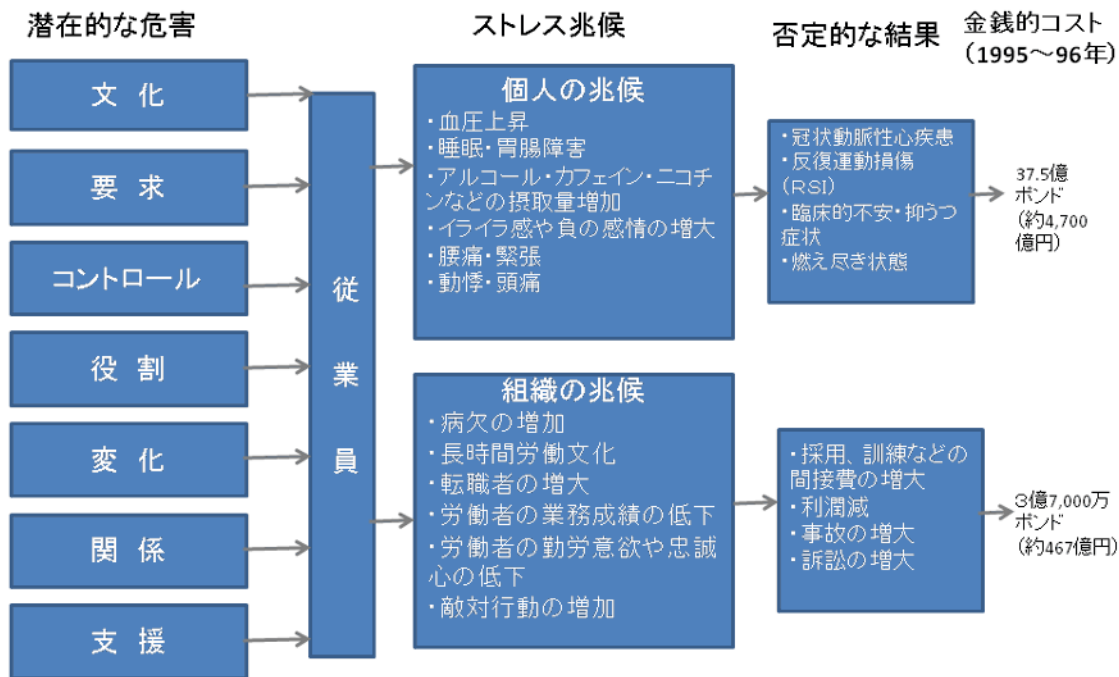 潜在的な危害
ストレス兆候
否定的な結果
金銭的コスト
(1995～96年)
文 化
要 求
コントロール
役 割
変 化
関 係
支 援
従
業
員
個人の兆候
・血圧上昇
・睡眠・胃腸障害
・アルコール・カフェイン・ニコチ
ンなどの摂取量増加
・イライラ感や負の感情の増大
・腰痛・緊張
・動悸・頭痛
組織の兆候
・病欠の増加
・長時間労働文化
・転職者の増大
・労働者の業務成績の低下
・労働者の勤労意欲や忠誠
心の低下
・敵対行動の増加
・冠状動脈性心疾患
・反復運動損傷
(RSI)
・臨床的不安・抑うつ
症状
・燃え尽き状態
・採用、訓練などの
間接費の増大
・利潤減
・事故の増大
・訴訟の増大
37.5億
ポンド
(約4,700
億円)
3億7,000万
ポンド
(約467億円)